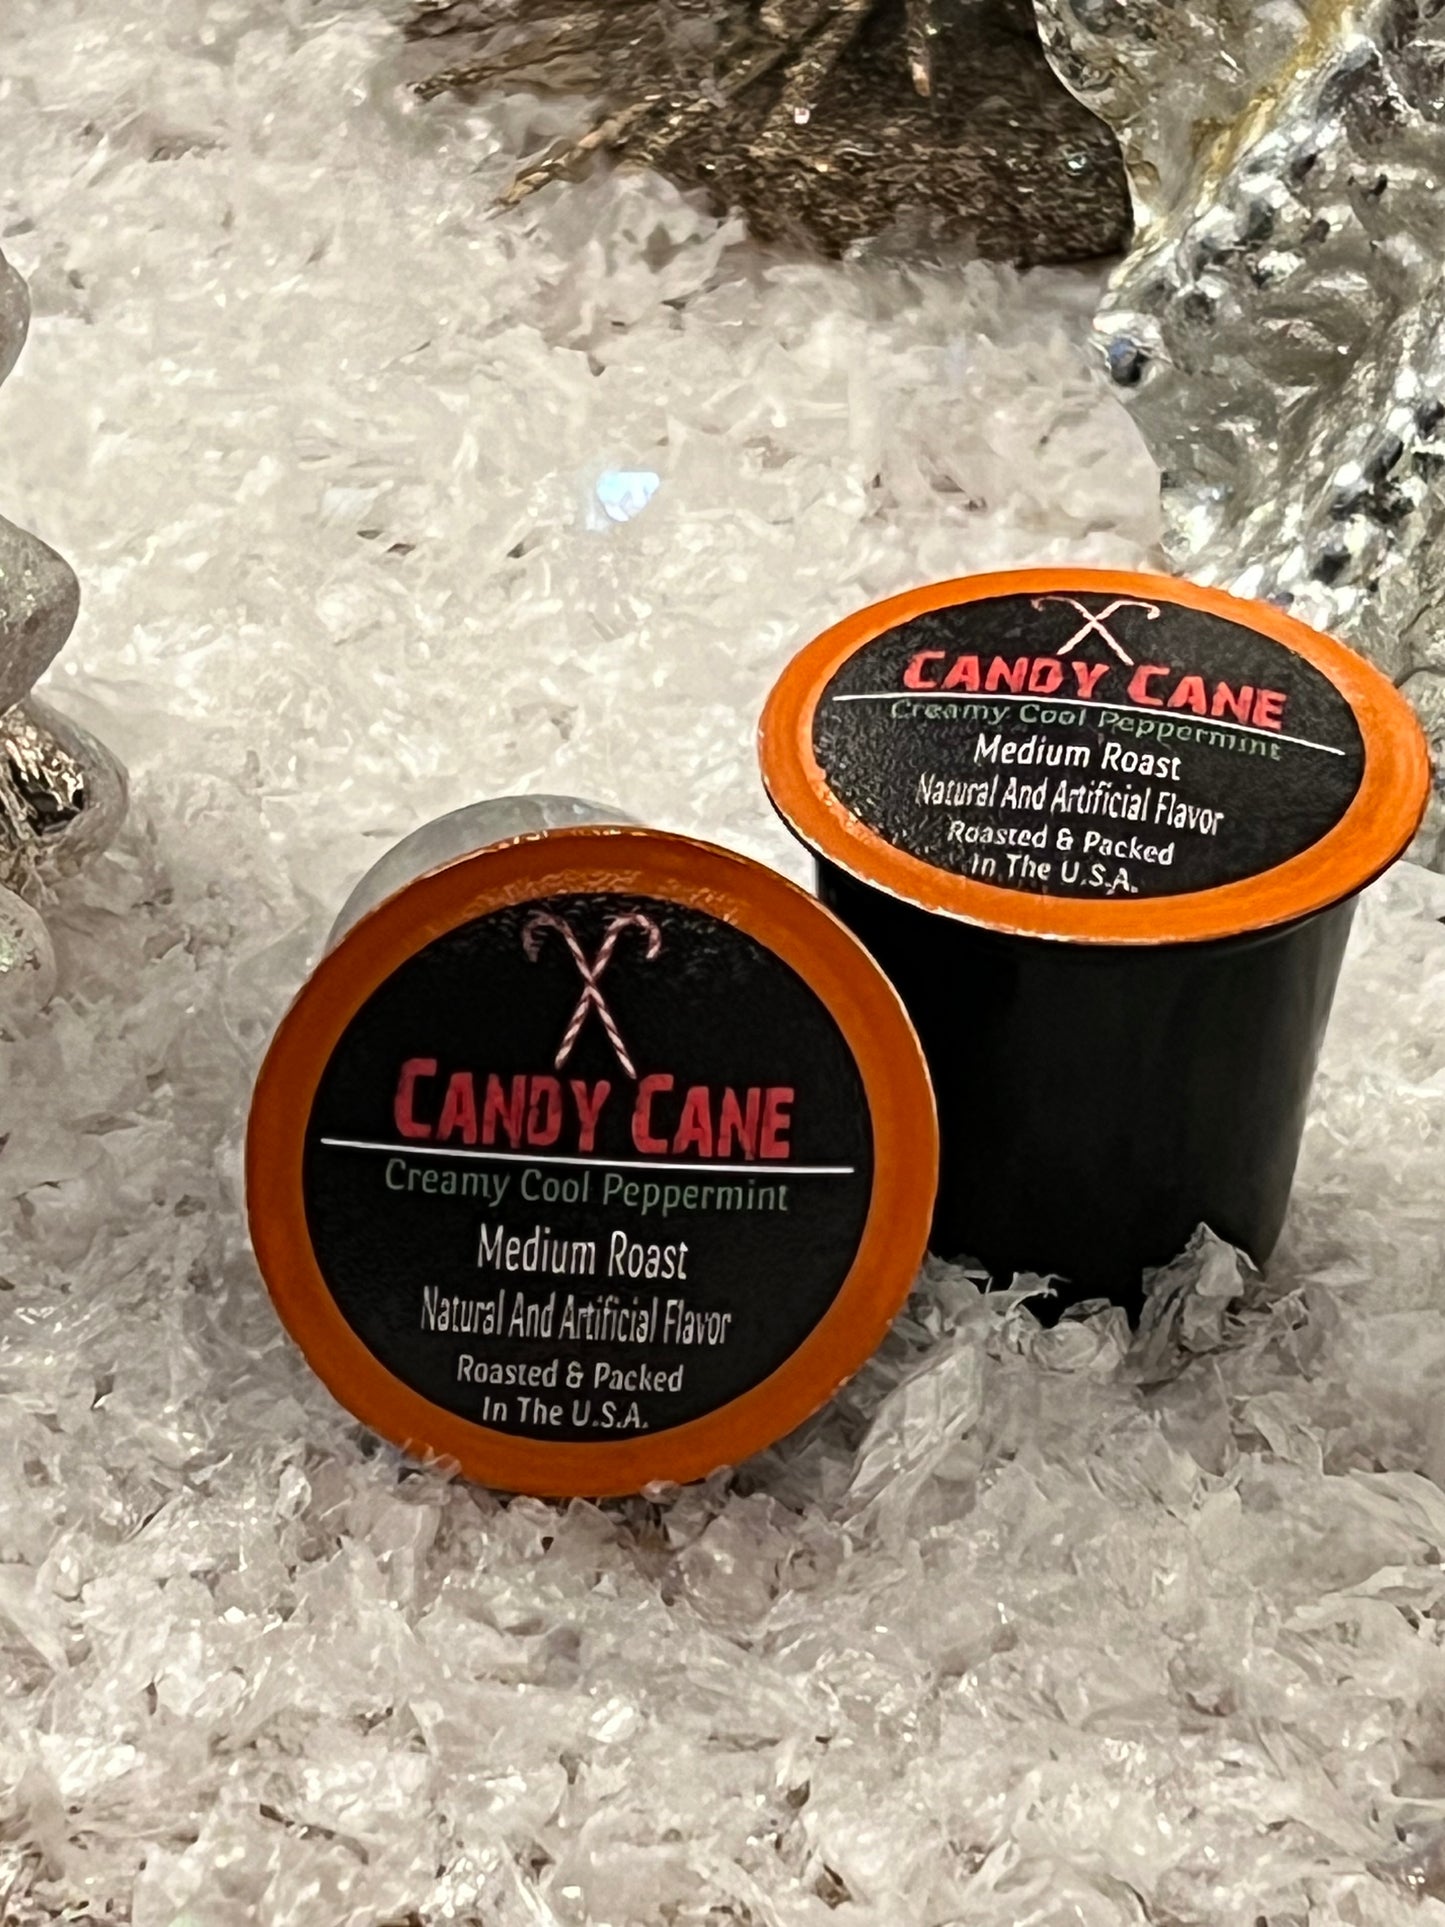 CANDY CANE
Creamy Cool Peppermint
Medium Roast
Natural And Artificial Flavor
Roasted & Packed
In The U.S.A.
CANDY CANE
Creamy Cool Peppermint
Medium Roast
Natural And Artificial Flavor
Roasted & Packed
In The U.S.A.